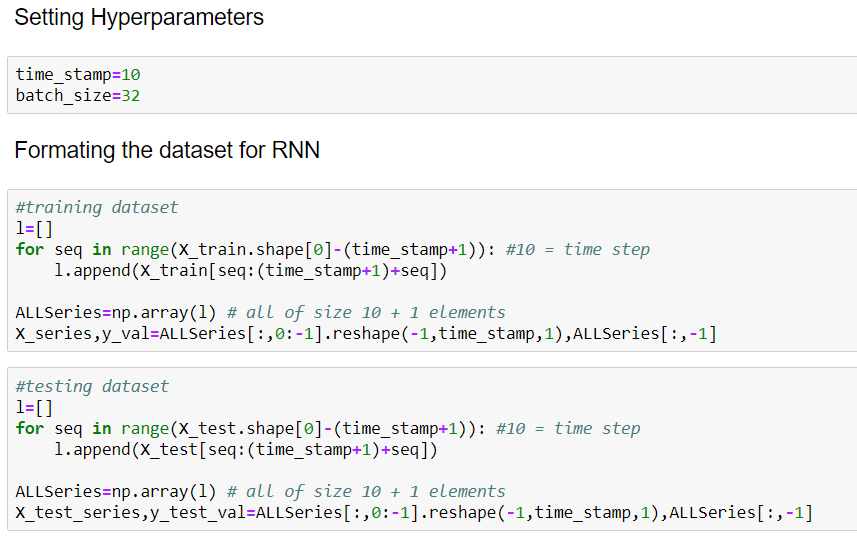 Setting Hyperparameters
time_stamp=10
batch_size=32
Formating the dataset for RNN
#training dataset
l=[]
for seq in range(X_train.shape[0]-(time_stamp+1)): #10 = time step
    l.append(X_train[seq:(time_stamp+1)+seq])
ALLSeries=np.array(l) # all of size 10 + 1 elements
X_series,y_val=ALLSeries[:,0:-1].reshape(-1,time_stamp,1),ALLSeries[:,-1]
#testing dataset
l=[]
for seq in range(X_test.shape[0]-(time_stamp+1)): #10 = time step
    l.append(X_test[seq:(time_stamp+1)+seq])
ALLSeries=np.array(l) # all of size 10 + 1 elements
X_test_series,y_test_val=ALLSeries[:,0:-1].reshape(-1,time_stamp,1),ALLSeries[:,-1]